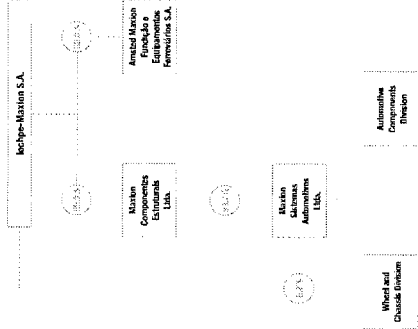 Iochpe-Maxion S.A.
Maxion
Componentes
Estruturais
Ltda.
Amsted Maxion
Fundição e
Equipamentos
Ferroviários S.A.
Maxion
Sistemas
Automotivos
Ltda.
Wheel and
Chassis Division
Automotive
Components
Division